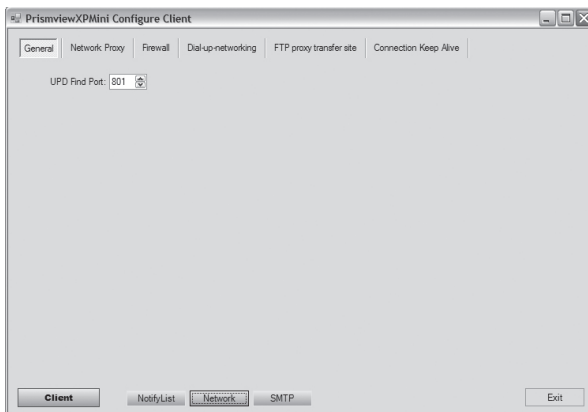 PrismviewXPMini Configure Client
General Network Proxy Firewall Dial-up-networking FTP proxy transfer site Connection Keep Alive
UPD Find Port: 801
Client NotifyList Network SMTP Exit